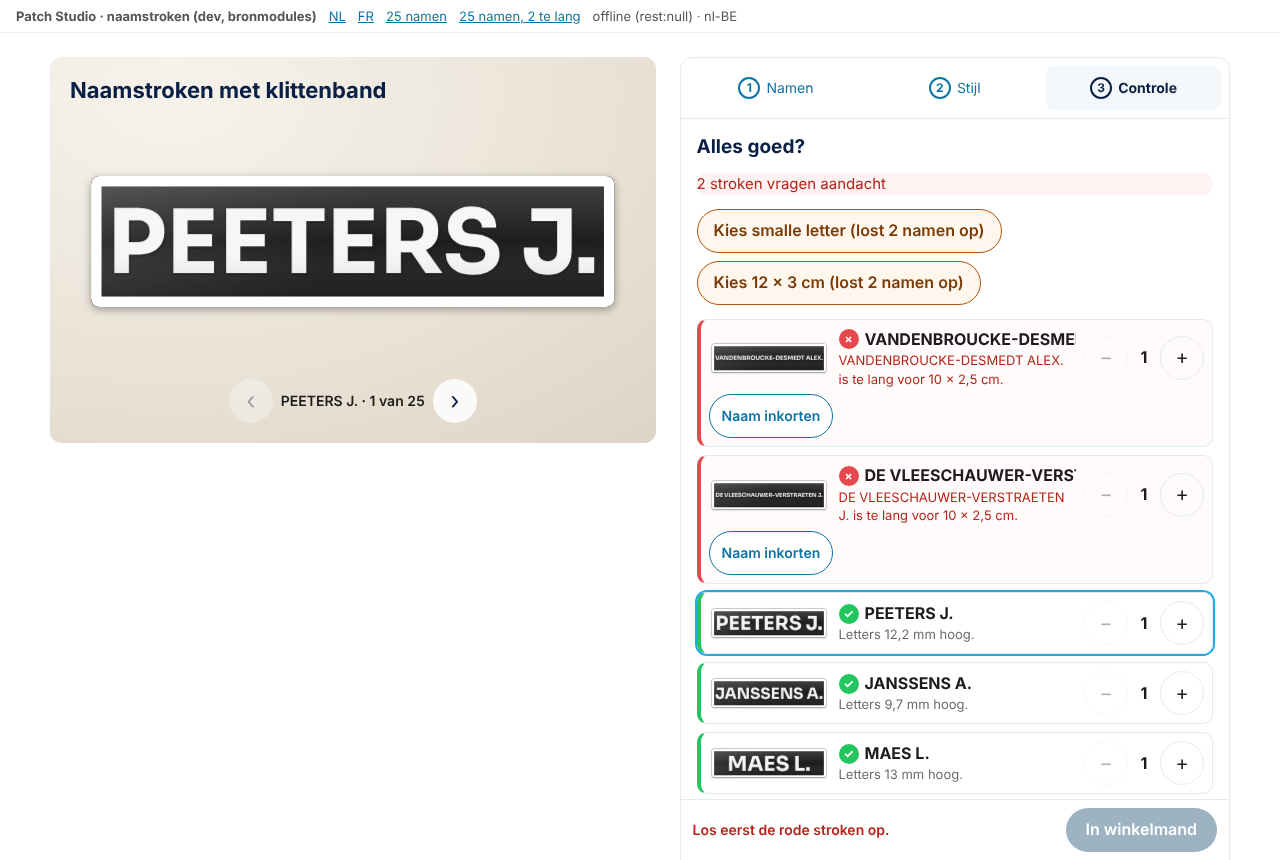 Patch Studio · naamstroken (dev, bronmodules) NL FR 25 namen 25 namen, 2 te lang offline (rest:null) · nl-BE
Naamstroken met klittenband
PEETERS J.
PEETERS J. · 1 van 25
1 Namen 2 Stijl 3 Controle
Alles goed?
2 stroken vragen aandacht
Kies smalle letter (lost 2 namen op)
Kies 12 × 3 cm (lost 2 namen op)
VANDENBROUCKE-DESMEDT ALEX.
VANDENBROUCKE-DESME
VANDENBROUCKE-DESMEDT ALEX.
is te lang voor 10 × 2,5 cm.
− 1 +
Naam inkorten
DE VLEESCHAUWER-VERSTRAETEN J.
DE VLEESCHAUWER-VERS
DE VLEESCHAUWER-VERSTRAETEN
J. is te lang voor 10 × 2,5 cm.
− 1 +
Naam inkorten
PEETERS J.
PEETERS J.
Letters 12,2 mm hoog.
− 1 +
JANSSENS A.
JANSSENS A.
Letters 9,7 mm hoog.
− 1 +
MAES L.
MAES L.
Letters 13 mm hoog.
− 1 +
Los eerst de rode stroken op.
In winkelmand